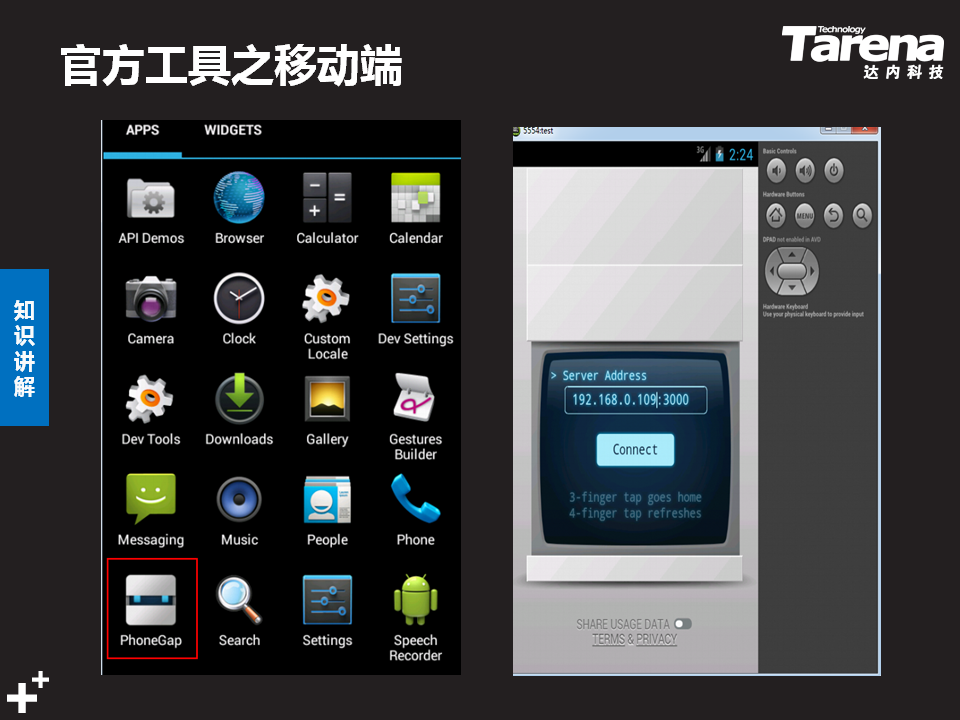 官方工具之移动端
Technology
Tarena
达内科技
知识讲解
APPS WIDGETS
API Demos Browser Calculator Calendar
Camera Clock Custom Locale Dev Settings
Dev Tools Downloads Gallery Gestures Builder
Messaging Music People Phone
PhoneGap Search Settings Speech Recorder
5554:test
3G 2:24
> Server Address
192.168.0.109:3000
Connect
3-finger tap goes home
4-finger tap refreshes
SHARE USAGE DATA
TERMS & PRIVACY
Basic Controls
Hardware Buttons
MENU
DPAD not enabled in AVD
Hardware Keyboard
Use your physical keyboard to provide input